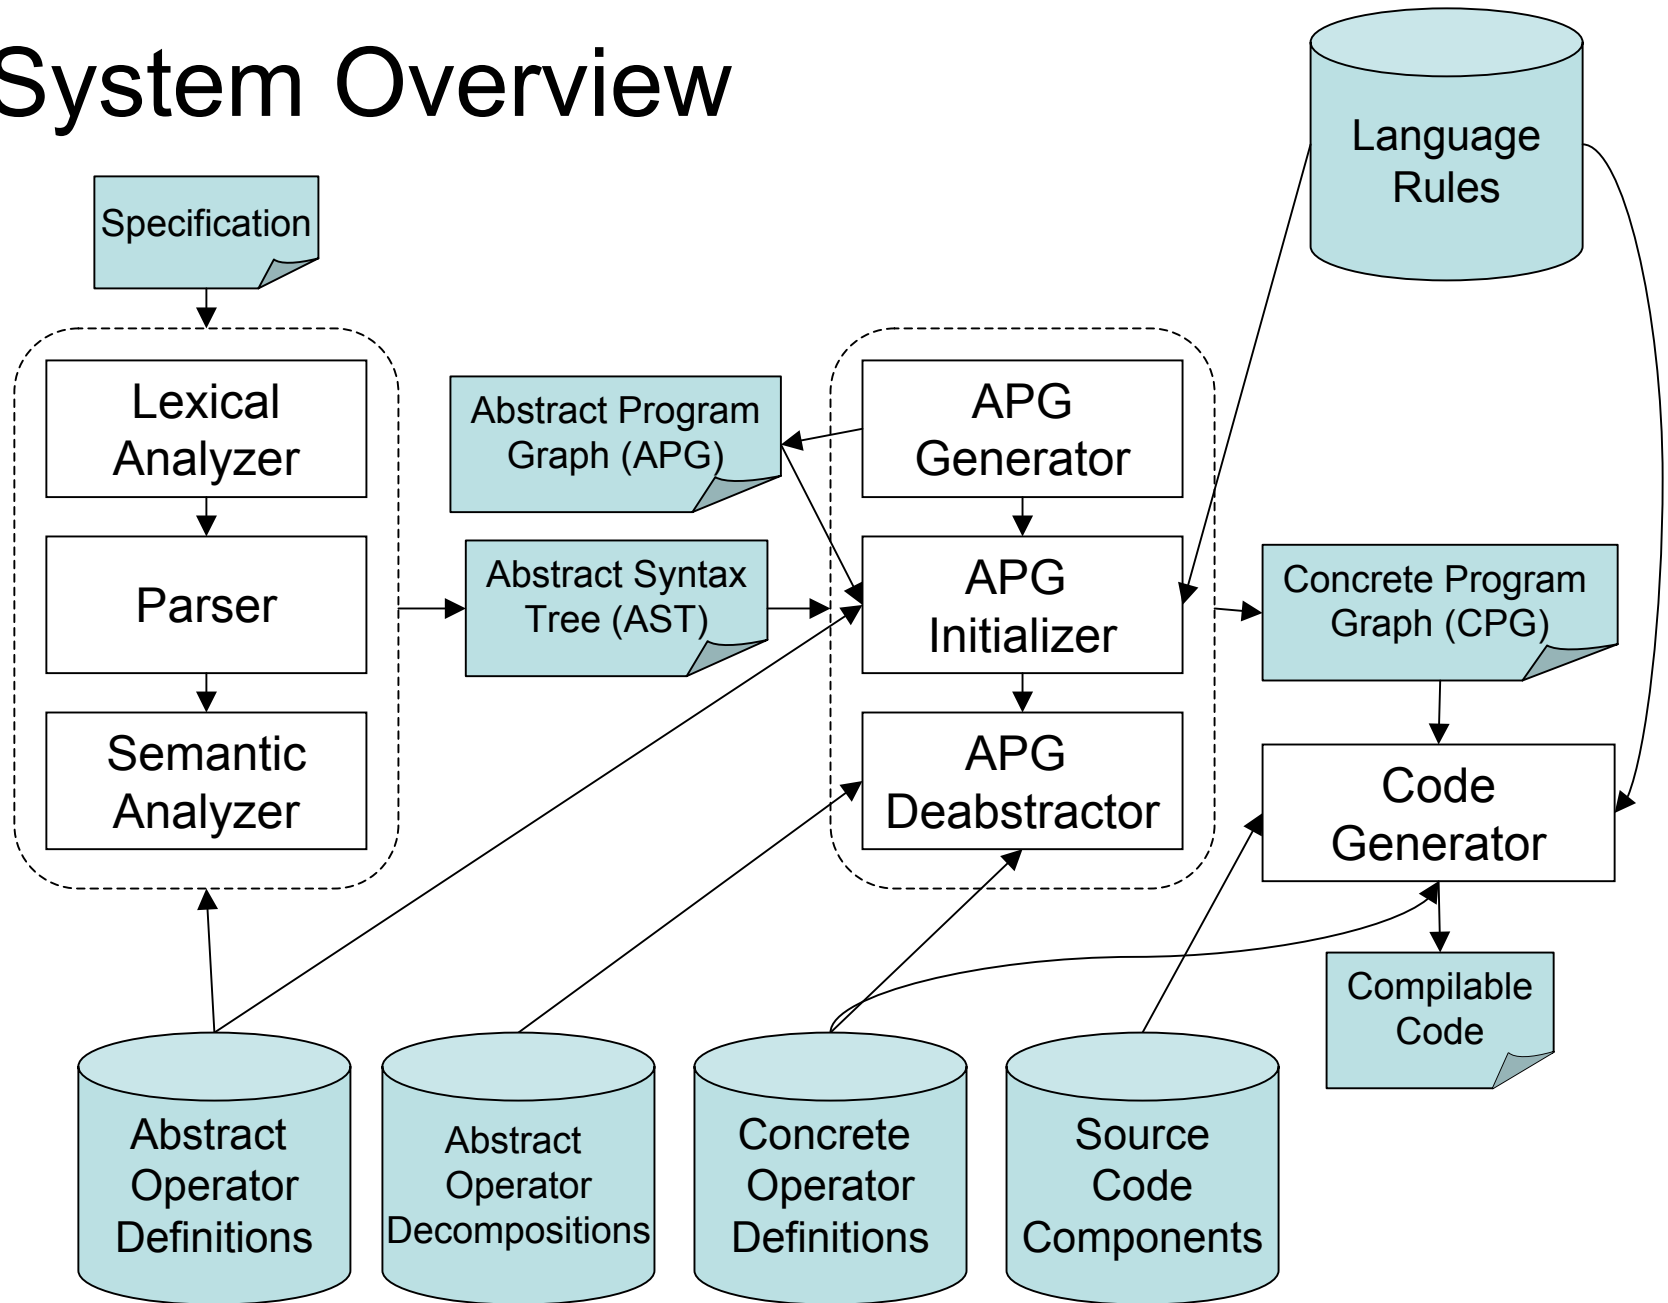 System Overview
Language
Rules
Specification
Lexical
Analyzer
Parser
Semantic
Analyzer
Abstract Program
Graph (APG)
Abstract Syntax
Tree (AST)
APG
Generator
APG
Initializer
APG
Deabstractor
Concrete Program
Graph (CPG)
Code
Generator
Compilable
Code
Abstract
Operator
Definitions
Abstract
Operator
Decompositions
Concrete
Operator
Definitions
Source
Code
Components